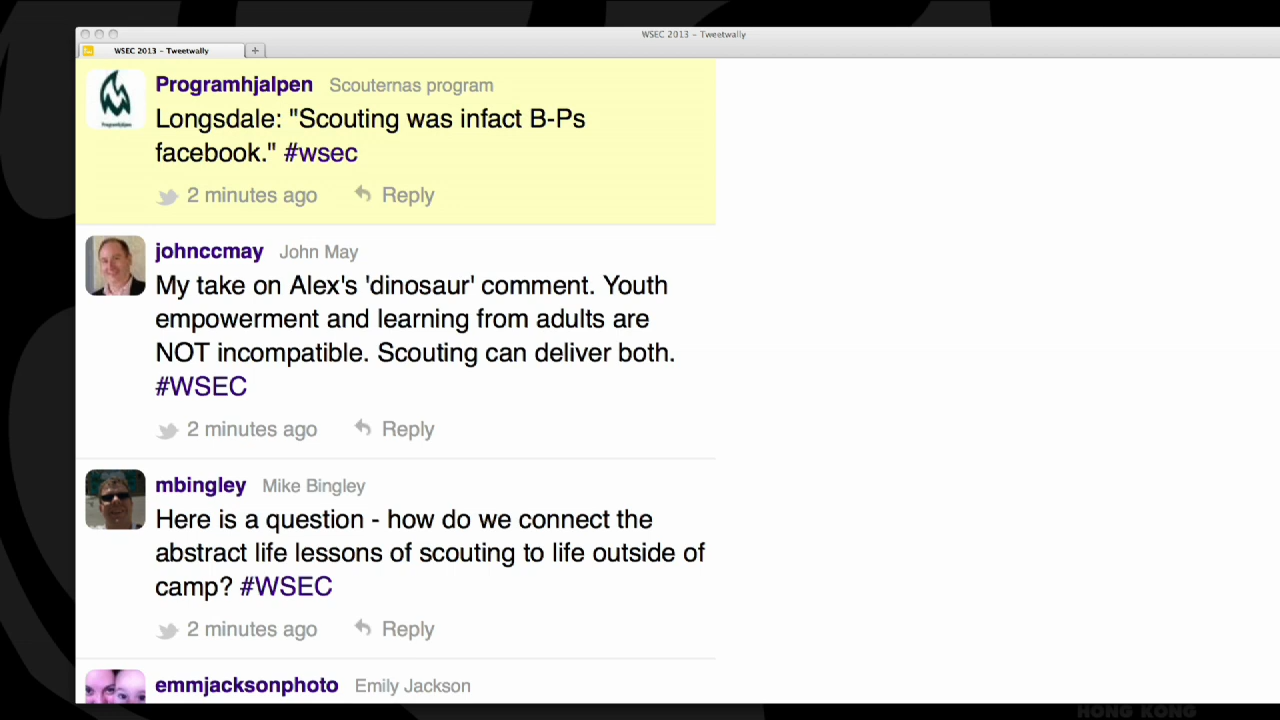 WSEC 2013 – Tweetwally
WSEC 2013 – Tweetwally
Programhjalpen Scouternas program
Programhjalpen
Longsdale: "Scouting was infact B-Ps
facebook." #wsec
2 minutes ago Reply
johnccmay John May
My take on Alex's 'dinosaur' comment. Youth
empowerment and learning from adults are
NOT incompatible. Scouting can deliver both.
#WSEC
2 minutes ago Reply
mbingley Mike Bingley
Here is a question - how do we connect the
abstract life lessons of scouting to life outside of
camp? #WSEC
2 minutes ago Reply
emmjacksonphoto Emily Jackson
HONG KONG